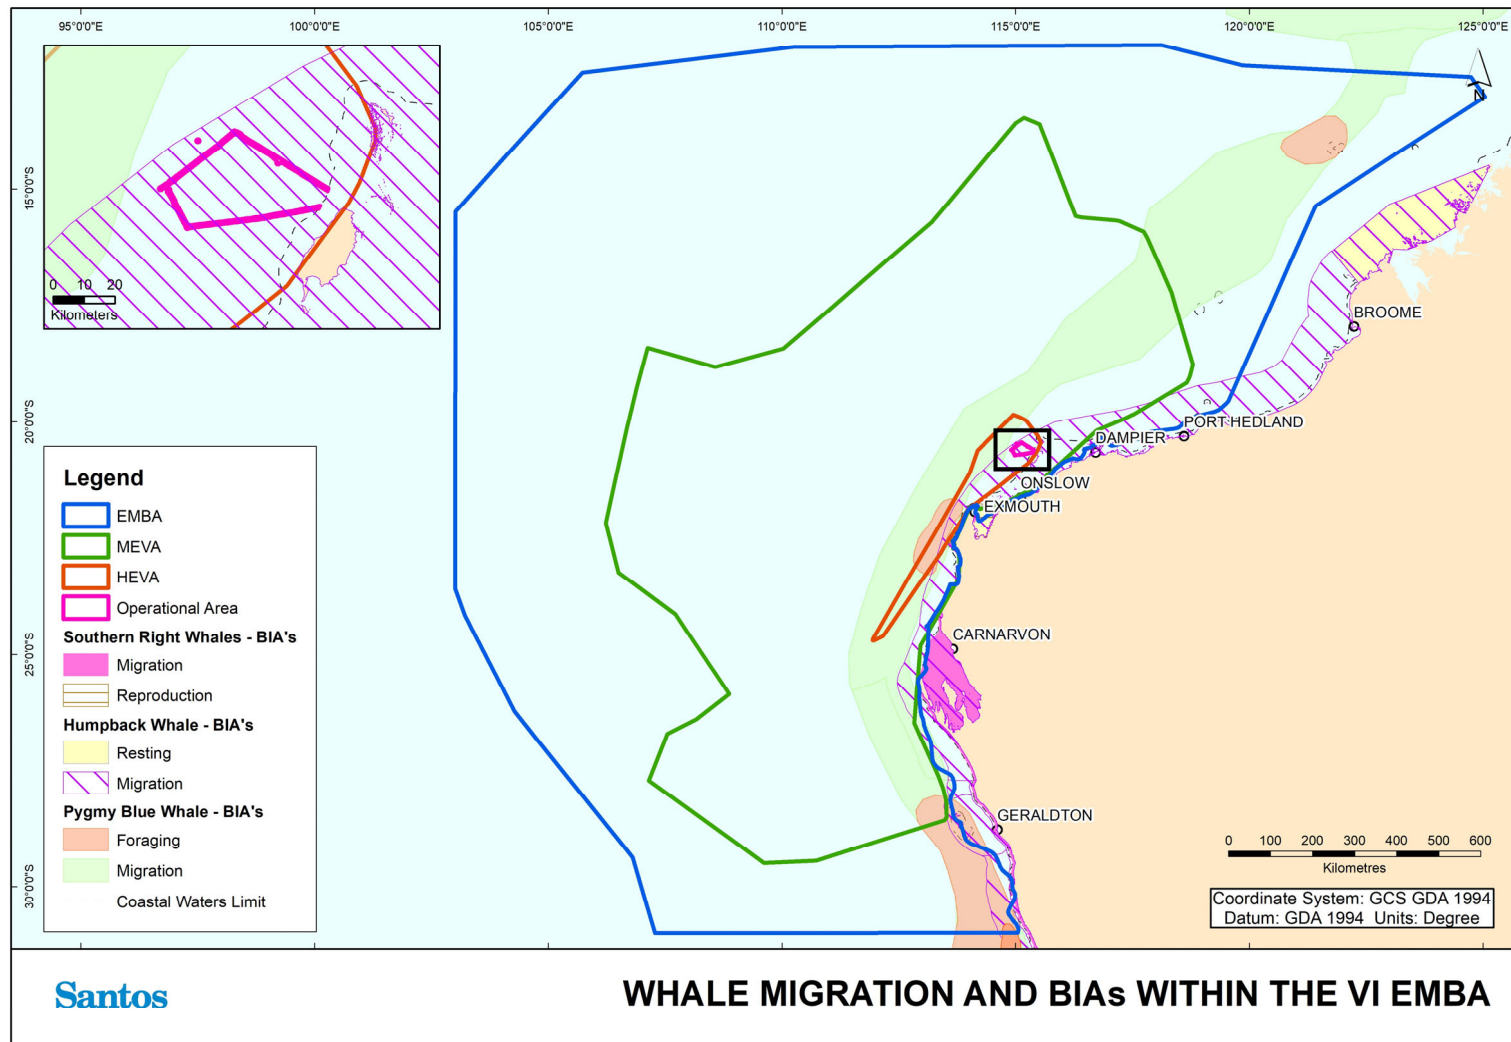 95°0'0"E
100°0'0"E
105°0'0"E
110°0'0"E
115°0'0"E
120°0'0"E
125°0'0"E
15°0'0"S
20°0'0"S
25°0'0"S
30°0'0"S
0 10 20
Kilometers
N
BROOME
PORT HEDLAND
DAMPIER
ONSLOW
EXMOUTH
CARNARVON
GERALDTON
Legend
EMBA
MEVA
HEVA
Operational Area
Southern Right Whales - BIA's
Migration
Reproduction
Humpback Whale - BIA's
Resting
Migration
Pygmy Blue Whale - BIA's
Foraging
Migration
Coastal Waters Limit
0 100 200 300 400 500 600
Kilometres
Coordinate System: GCS GDA 1994
Datum: GDA 1994 Units: Degree
Santos
WHALE MIGRATION AND BIAs WITHIN THE VI EMBA